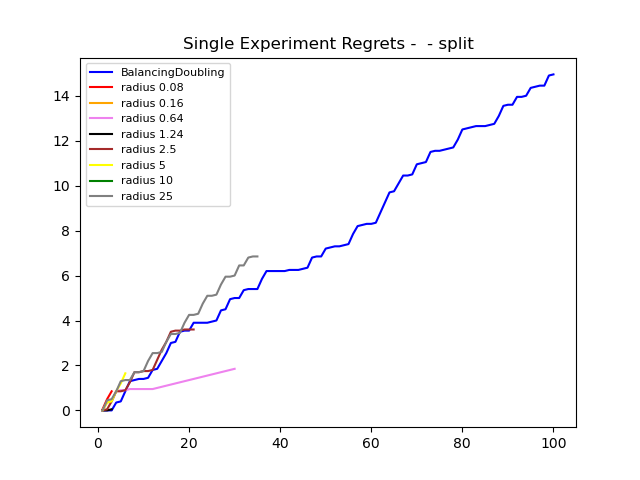 Single Experiment Regrets -  - split
BalancingDoubling
radius 0.08
radius 0.16
radius 0.64
radius 1.24
radius 2.5
radius 5
radius 10
radius 25
14
12
10
8
6
4
2
0
0 20 40 60 80 100